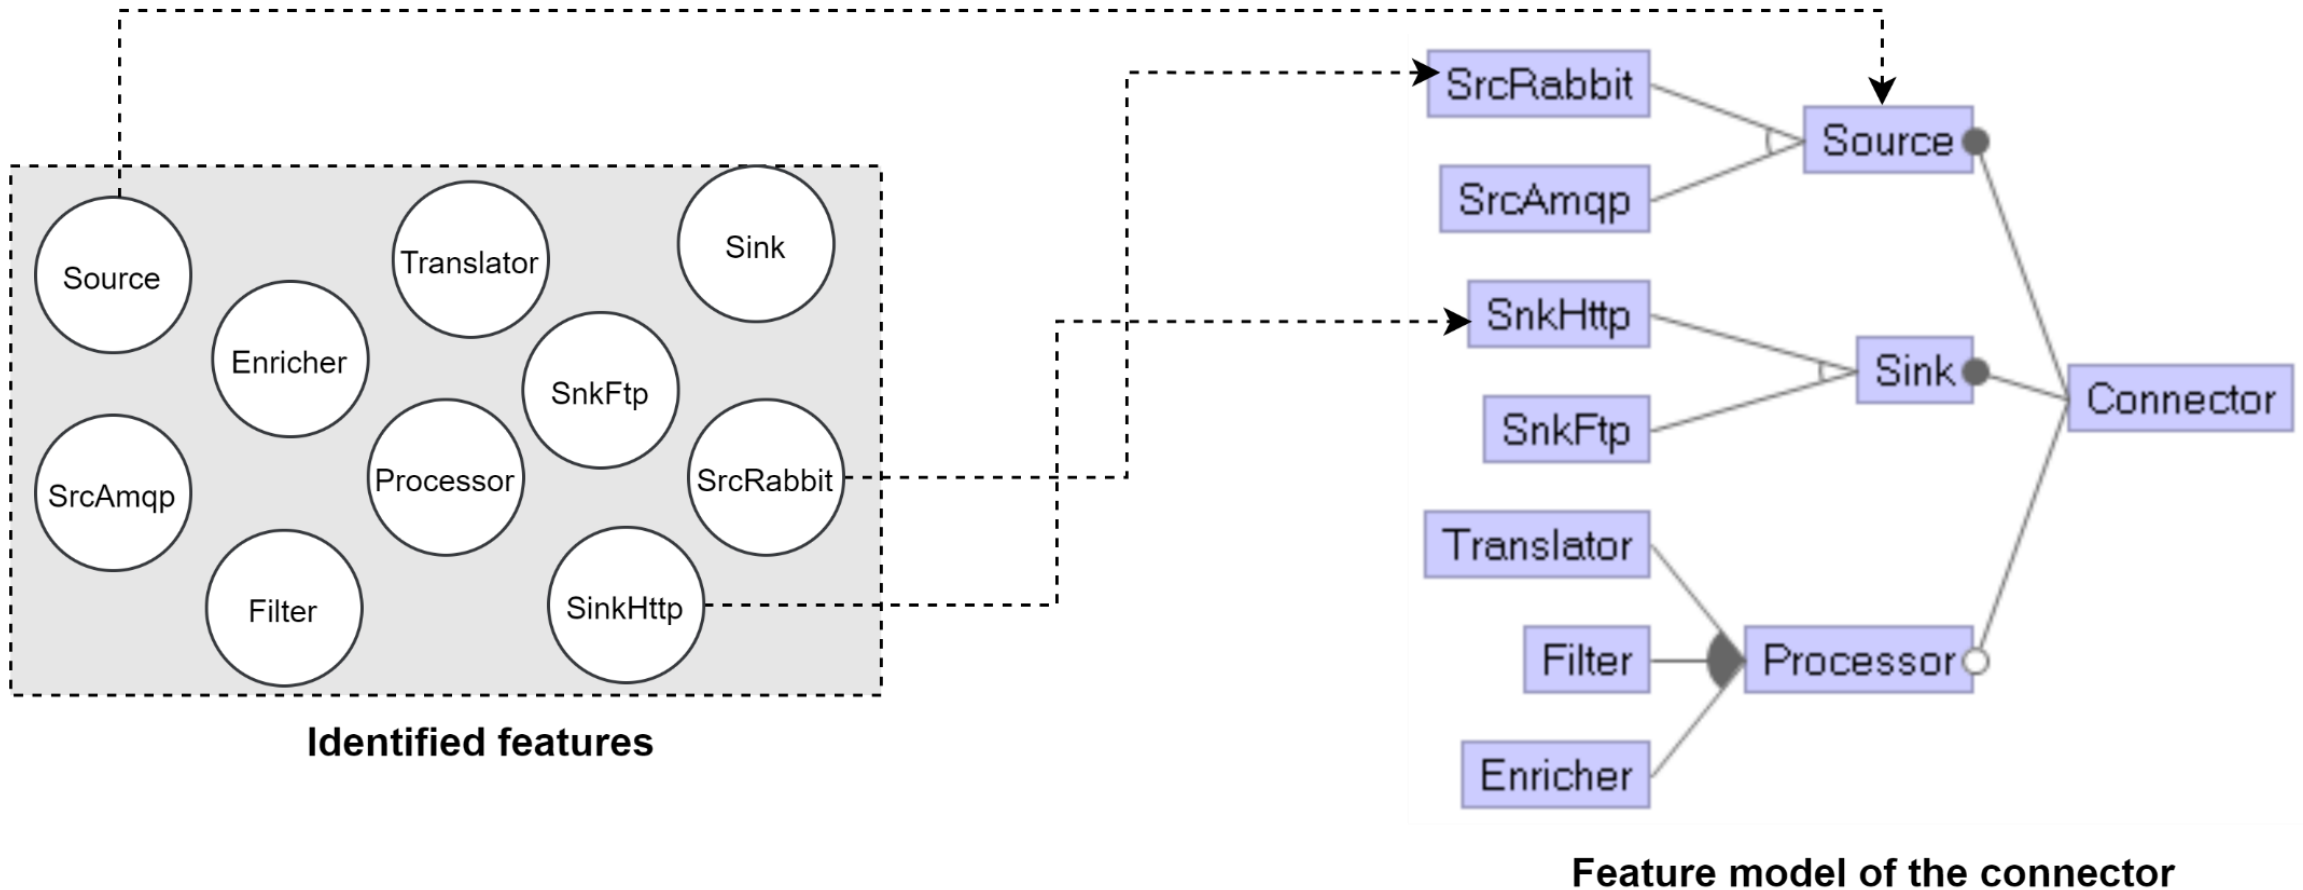 Source
Translator
Sink
Enricher
SnkFtp
SrcAmqp
Processor
SrcRabbit
Filter
SinkHttp
Identified features
SrcRabbit
Source
SrcAmqp
SnkHttp
Sink
Connector
SnkFtp
Translator
Filter
Processor
Enricher
Feature model of the connector